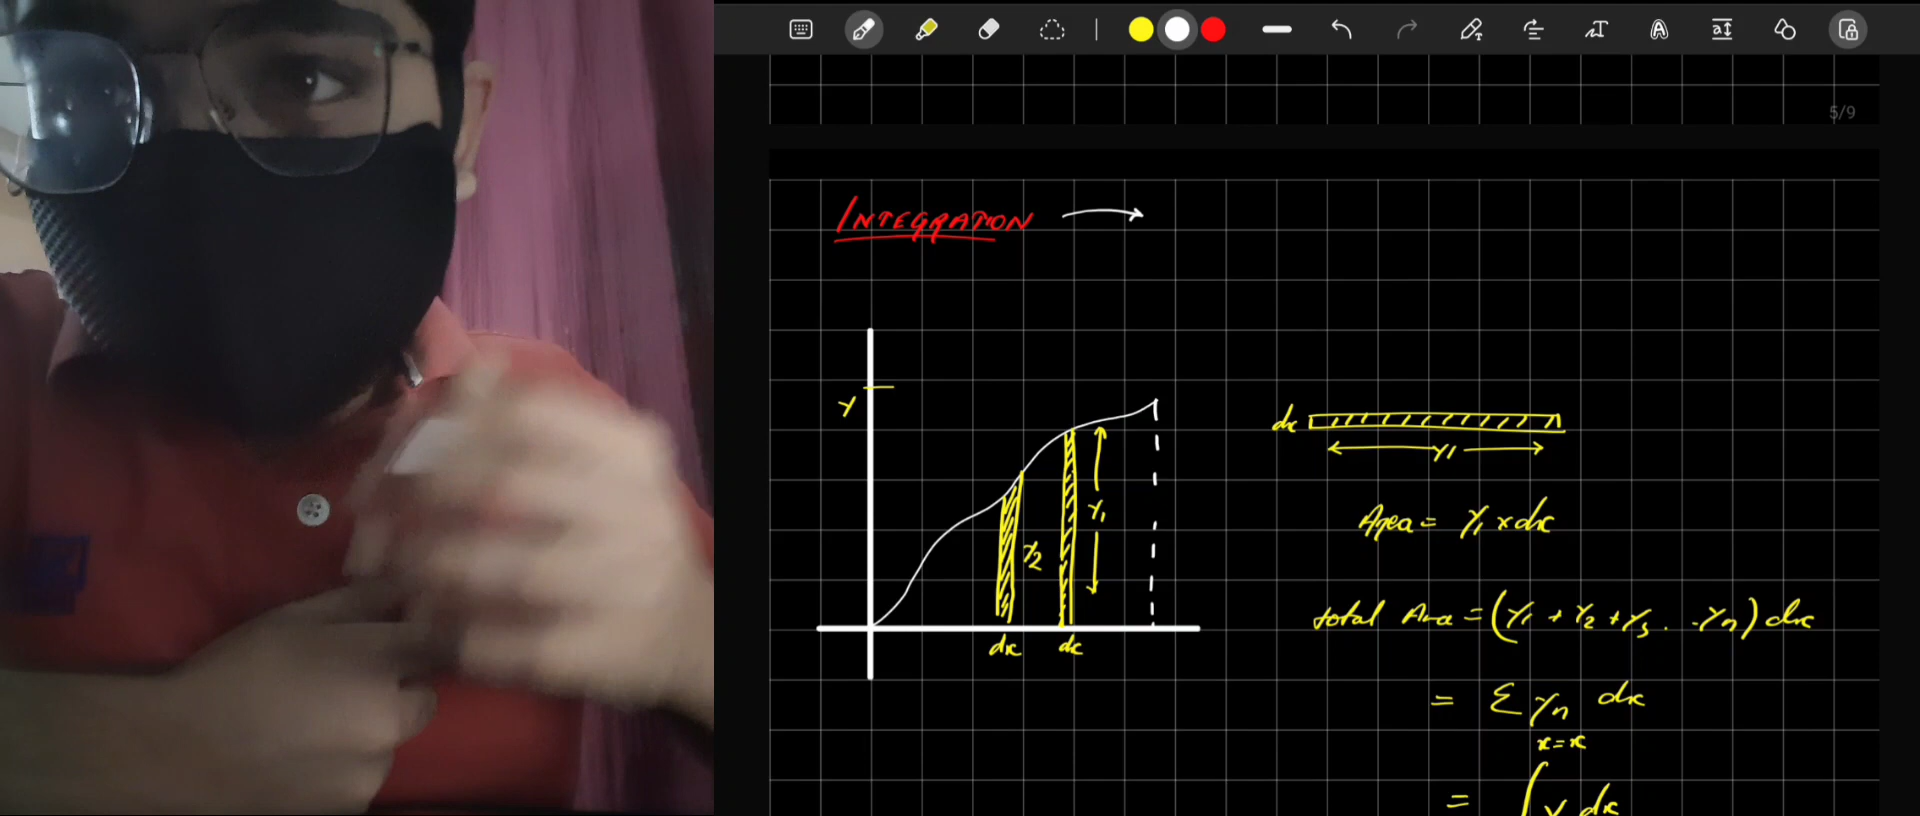 5/9
INTEGRATION
Y
dx
Y1
Area = Y1 x dx
Y1
Y2
total Area = (Y1 + Y2 + Y3 . . Yn) dx
dx dx
= Σ Yn dx
x=x
= ∫ Y dx